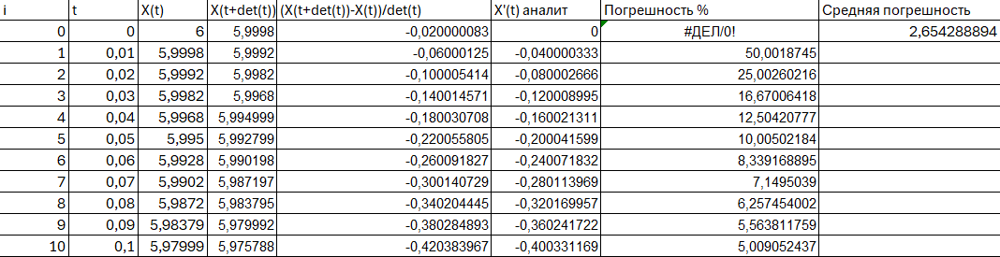 i t X(t) X(t+det(t)) (X(t+det(t))-X(t))/det(t) X'(t) аналит Погрешность % Средняя погрешность
0 0 6 5,9998 -0,020000083 0 #ДЕЛ/0! 2,654288894
1 0,01 5,9998 5,9992 -0,06000125 -0,040000333 50,0018745
2 0,02 5,9992 5,9982 -0,100005414 -0,080002666 25,00260216
3 0,03 5,9982 5,9968 -0,140014571 -0,120008995 16,67006418
4 0,04 5,9968 5,994999 -0,180030708 -0,160021311 12,50420777
5 0,05 5,995 5,992799 -0,220055805 -0,200041599 10,00502184
6 0,06 5,9928 5,990198 -0,260091827 -0,240071832 8,339168895
7 0,07 5,9902 5,987197 -0,300140729 -0,280113969 7,1495039
8 0,08 5,9872 5,983795 -0,340204445 -0,320169957 6,257454002
9 0,09 5,98379 5,979992 -0,380284893 -0,360241722 5,563811759
10 0,1 5,97999 5,975788 -0,420383967 -0,400331169 5,009052437